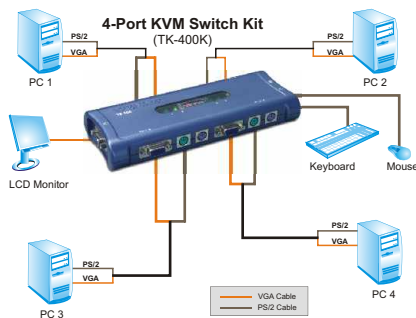 4-Port KVM Switch Kit
(TK-400K)
PS/2
VGA
PC 1
PS/2
VGA
PC 2
LCD Monitor
Keyboard
Mouse
PS/2
VGA
PC 3
PS/2
VGA
PC 4
VGA Cable
PS/2 Cable